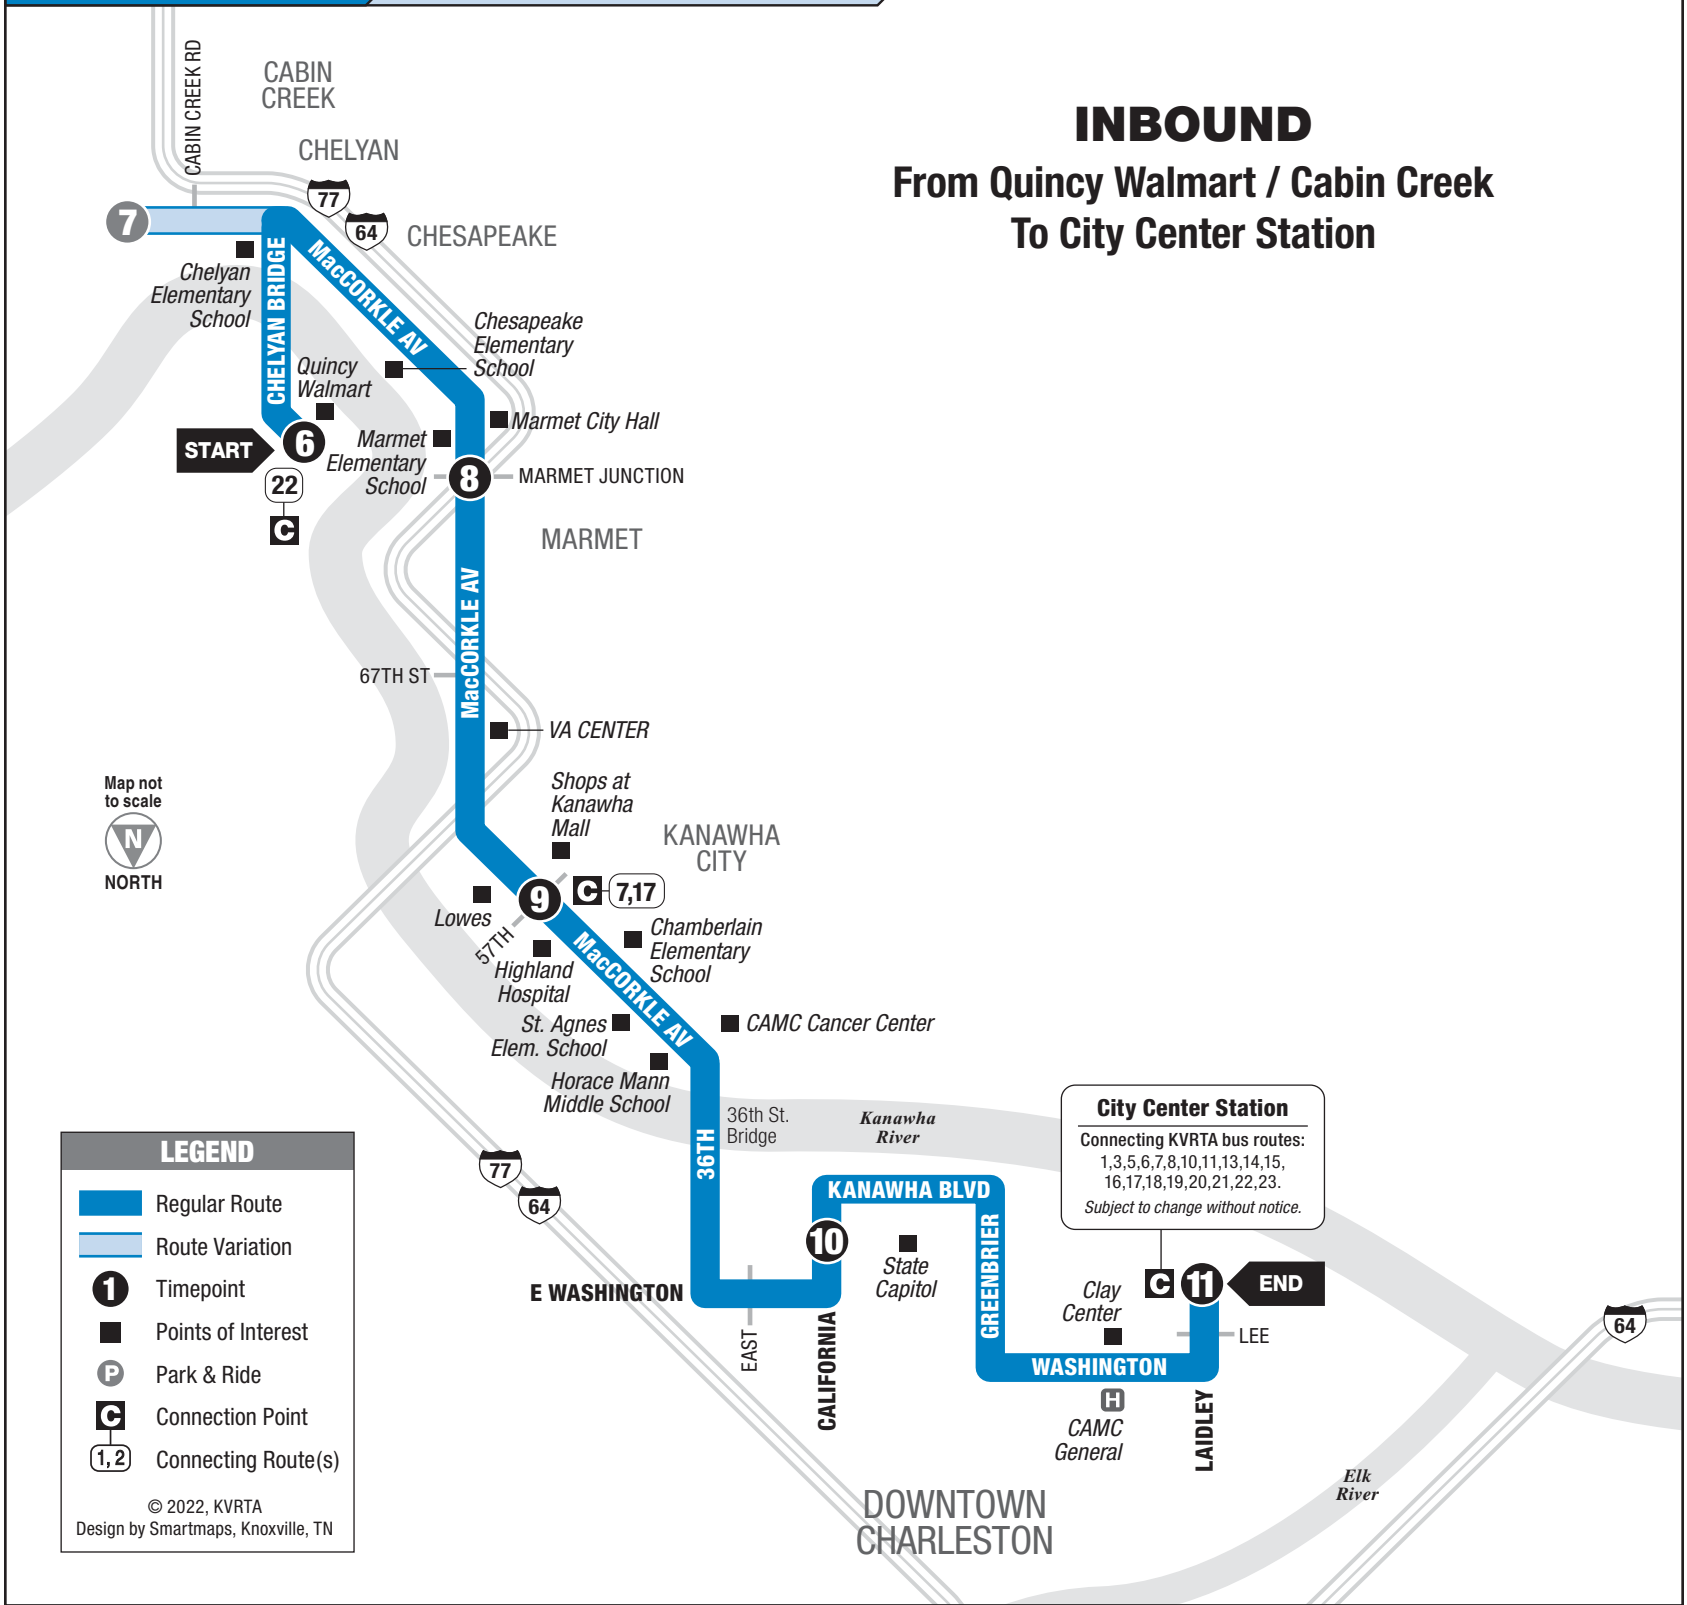 CABIN CREEK RD
CABIN
CREEK
CHELYAN
77
64
CHESAPEAKE
INBOUND
From Quincy Walmart / Cabin Creek
To City Center Station
7
Chelyan
Elementary
School
CHELYAN BRIDGE
MacCORKLE AV
Chesapeake
Elementary
School
Quincy
Walmart
START
6
22
C
Marmet City Hall
Marmet
Elementary
School
8
MARMET JUNCTION
MARMET
MacCORKLE AV
67TH ST
VA CENTER
Map not
to scale
N
NORTH
Shops at
Kanawha
Mall
KANAWHA
CITY
9
C
7,17
Lowes
57TH
Highland
Hospital
MacCORKLE AV
Chamberlain
Elementary
School
St. Agnes
Elem. School
CAMC Cancer Center
Horace Mann
Middle School
36th St.
Bridge
Kanawha
River
36TH
77
64
City Center Station
Connecting KVRTA bus routes:
1,3,5,6,7,8,10,11,13,14,15,
16,17,18,19,20,21,22,23.
Subject to change without notice.
KANAWHA BLVD
10
State
Capitol
GREENBRIER
E WASHINGTON
EAST
CALIFORNIA
Clay
Center
C
11
END
LEE
WASHINGTON
H
CAMC
General
LAIDLEY
64
Elk
River
DOWNTOWN
CHARLESTON
LEGEND
Regular Route
Route Variation
1 Timepoint
Points of Interest
P Park & Ride
C Connection Point
1, 2 Connecting Route(s)
© 2022, KVRTA
Design by Smartmaps, Knoxville, TN